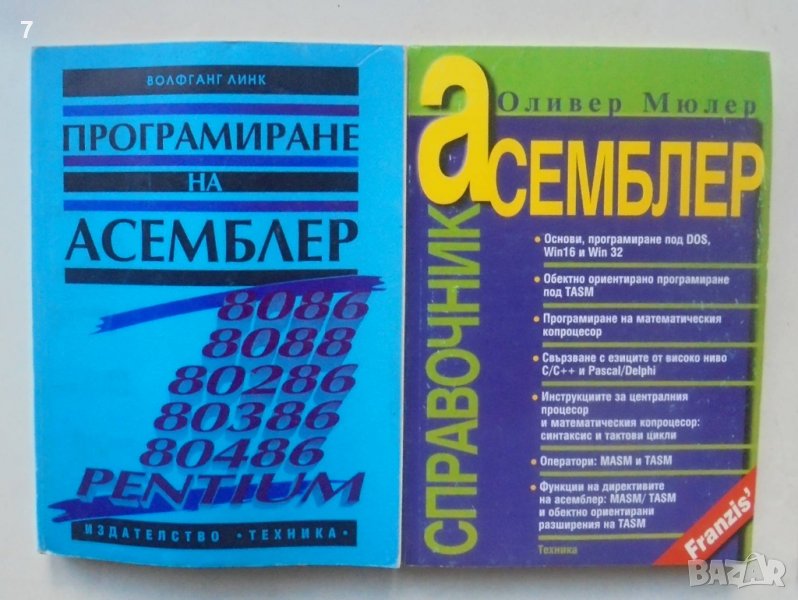 7
ВОЛФГАНГ ЛИНК
ПРОГРАМИРАНЕ
НА
АСЕМБЛЕР
8086
8088
80286
80386
80486
PENTIUM
ИЗДАТЕЛСТВО • ТЕХНИКА •
Оливер Мюлер
аСЕМБЛЕР
СПРАВОЧНИК
• Основи, програмиране под DOS,
Win16 и Win 32
• Обектно ориентирано програмиране
под TASM
• Програмиране на математическия
копроцесор
• Свързване с езиците от високо ниво
C/C++ и Pascal/Delphi
• Инструкциите за централния
процесор
и математическия копроцесор:
синтаксис и тактови цикли
• Оператори: MASM и TASM
• Функции на директивите
на асемблер: MASM/ TASM
и обектно ориентирани
разширения на TASM
Техника
Franzis'
BAZAR